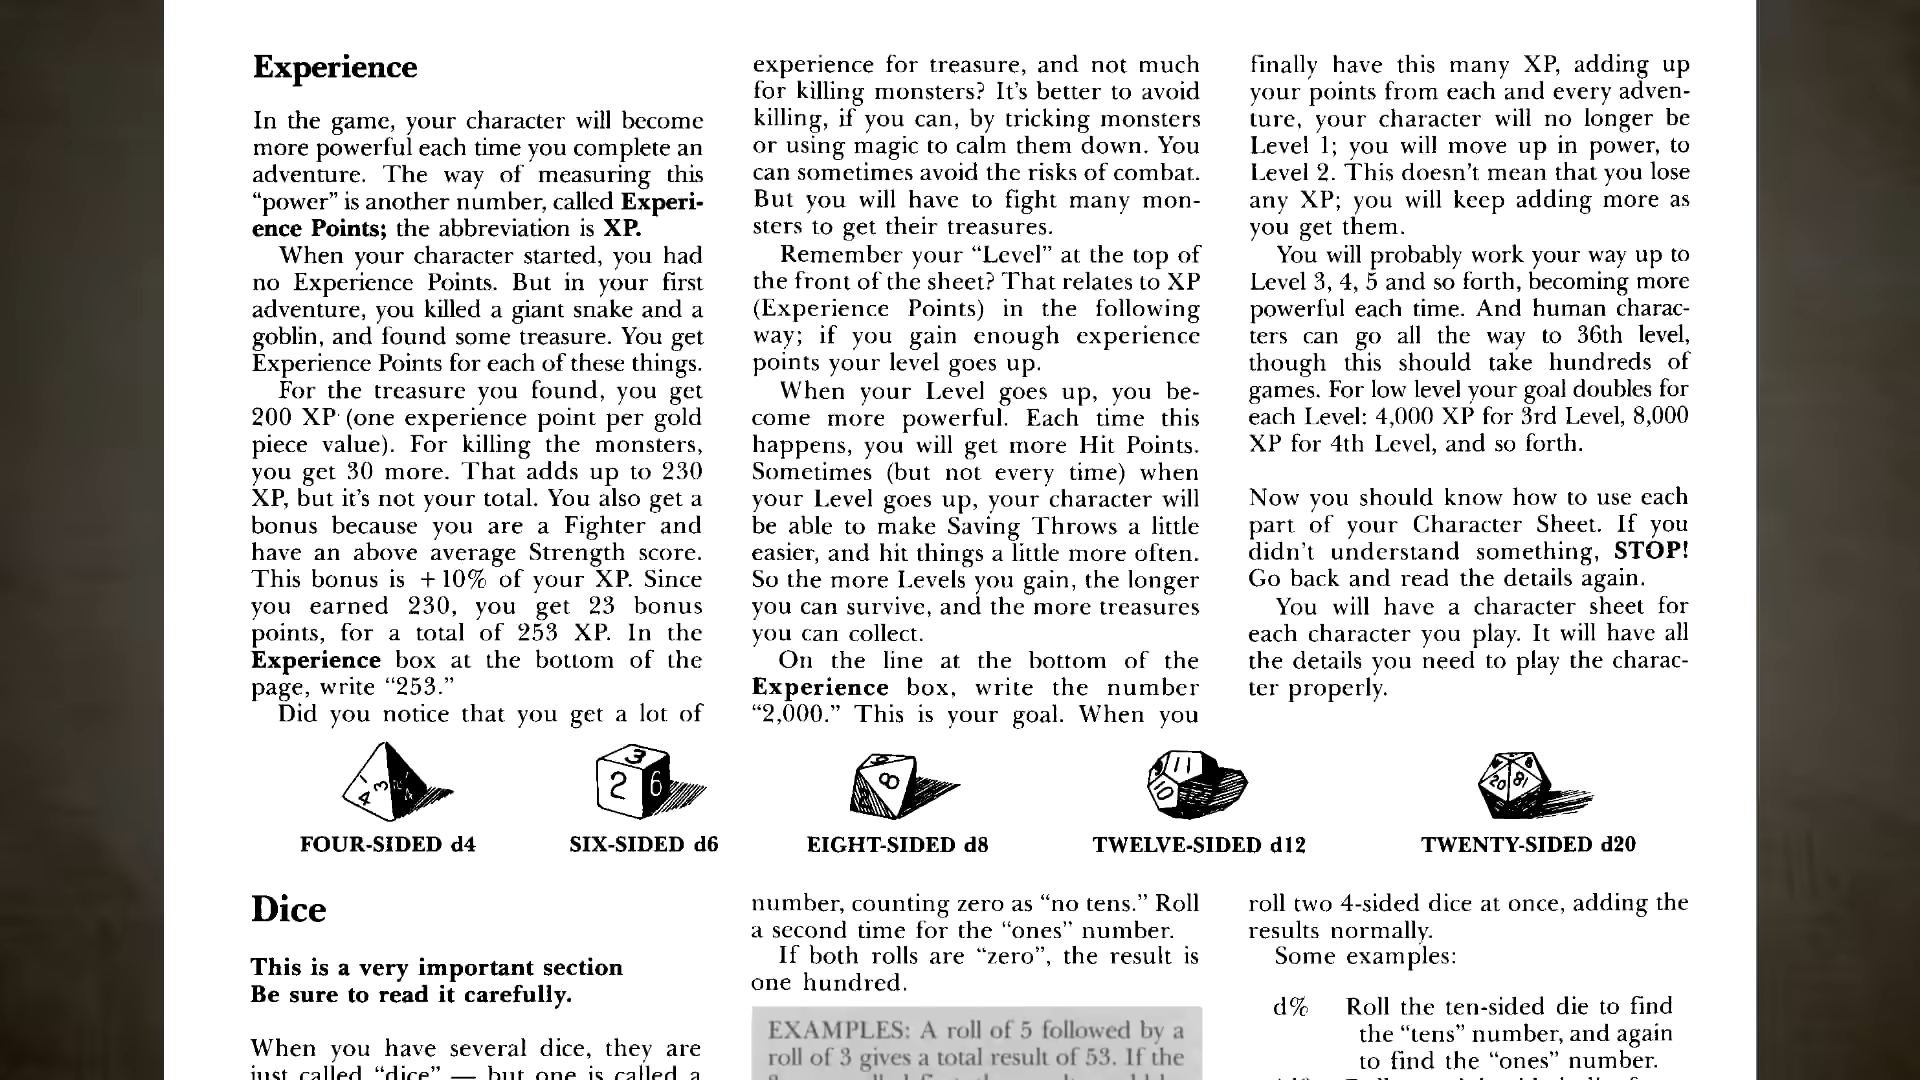 Experience
In the game, your character will become
more powerful each time you complete an
adventure. The way of measuring this
“power” is another number, called Experi-
ence Points; the abbreviation is XP.
When your character started, you had
no Experience Points. But in your first
adventure, you killed a giant snake and a
goblin, and found some treasure. You get
Experience Points for each of these things.
For the treasure you found, you get
200 XP (one experience point per gold
piece value). For killing the monsters,
you get 30 more. That adds up to 230
XP, but it's not your total. You also get a
bonus because you are a Fighter and
have an above average Strength score.
This bonus is +10% of your XP. Since
you earned 230, you get 23 bonus
points, for a total of 253 XP. In the
Experience box at the bottom of the
page, write “253.”
Did you notice that you get a lot of
experience for treasure, and not much
for killing monsters? It's better to avoid
killing, if you can, by tricking monsters
or using magic to calm them down. You
can sometimes avoid the risks of combat.
But you will have to fight many mon-
sters to get their treasures.
Remember your “Level” at the top of
the front of the sheet? That relates to XP
(Experience Points) in the following
way; if you gain enough experience
points your level goes up.
When your Level goes up, you be-
come more powerful. Each time this
happens, you will get more Hit Points.
Sometimes (but not every time) when
your Level goes up, your character will
be able to make Saving Throws a little
easier, and hit things a little more often.
So the more Levels you gain, the longer
you can survive, and the more treasures
you can collect.
On the line at the bottom of the
Experience box, write the number
“2,000.” This is your goal. When you
finally have this many XP, adding up
your points from each and every adven-
ture, your character will no longer be
Level 1; you will move up in power, to
Level 2. This doesn't mean that you lose
any XP; you will keep adding more as
you get them.
You will probably work your way up to
Level 3, 4, 5 and so forth, becoming more
powerful each time. And human charac-
ters can go all the way to 36th level,
though this should take hundreds of
games. For low level your goal doubles for
each Level: 4,000 XP for 3rd Level, 8,000
XP for 4th Level, and so forth.
Now you should know how to use each
part of your Character Sheet. If you
didn't understand something, STOP!
Go back and read the details again.
You will have a character sheet for
each character you play. It will have all
the details you need to play the charac-
ter properly.
1 3 4
3 2 6
8
11 10
20 18
FOUR-SIDED d4
SIX-SIDED d6
EIGHT-SIDED d8
TWELVE-SIDED d12
TWENTY-SIDED d20
Dice
This is a very important section
Be sure to read it carefully.
When you have several dice, they are
just called “dice” — but one is called a
number, counting zero as “no tens.” Roll
a second time for the “ones” number.
If both rolls are “zero”, the result is
one hundred.
EXAMPLES: A roll of 5 followed by a
roll of 3 gives a total result of 53. If the
roll two 4-sided dice at once, adding the
results normally.
Some examples:
d% Roll the ten-sided die to find
the “tens” number, and again
to find the “ones” number.